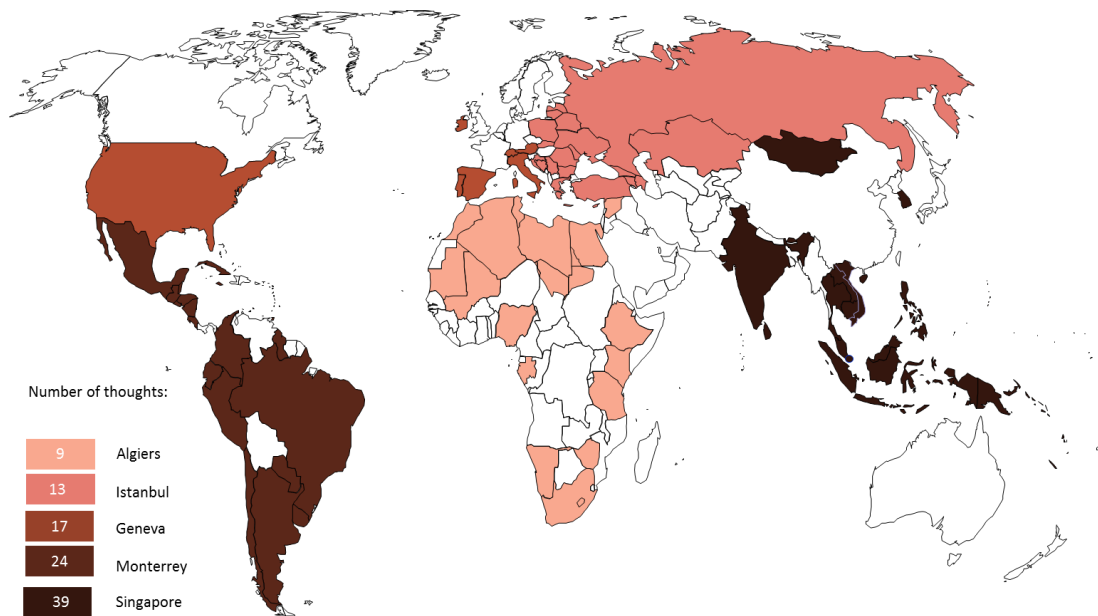 Number of thoughts:
9 Algiers
13 Istanbul
17 Geneva
24 Monterrey
39 Singapore